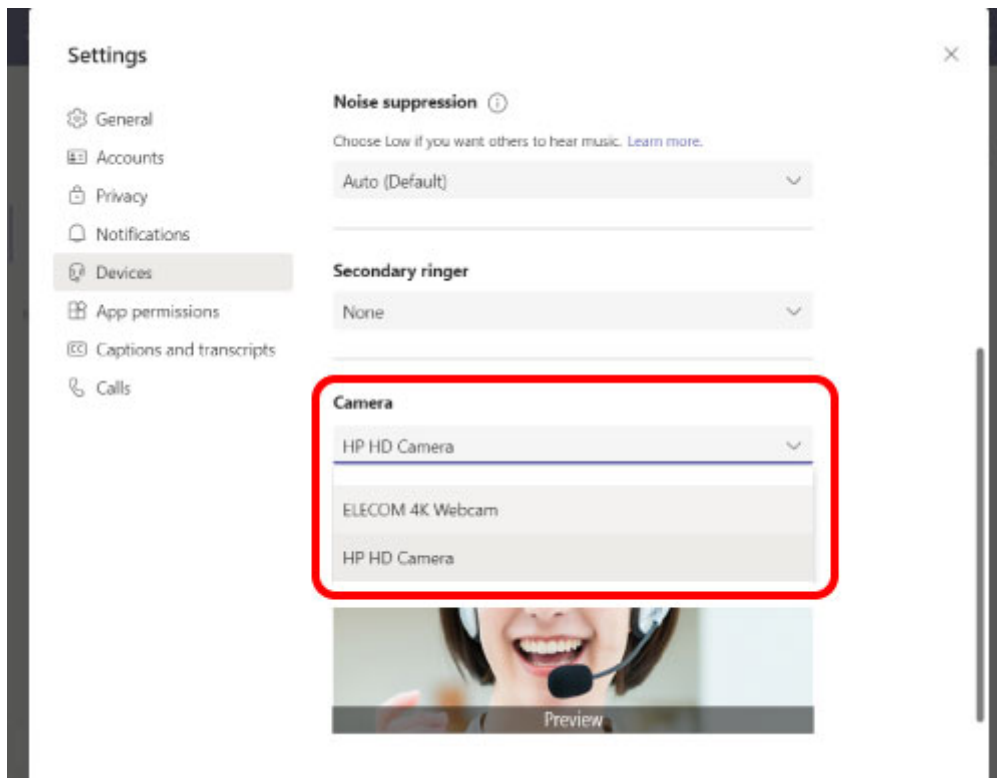 Settings
General
Accounts
Privacy
Notifications
Devices
App permissions
CC Captions and transcripts
Calls
Noise suppression
Choose Low if you want others to hear music. Learn more.
Auto (Default)
Secondary ringer
None
Camera
HP HD Camera
ELECOM 4K Webcam
HP HD Camera
Preview